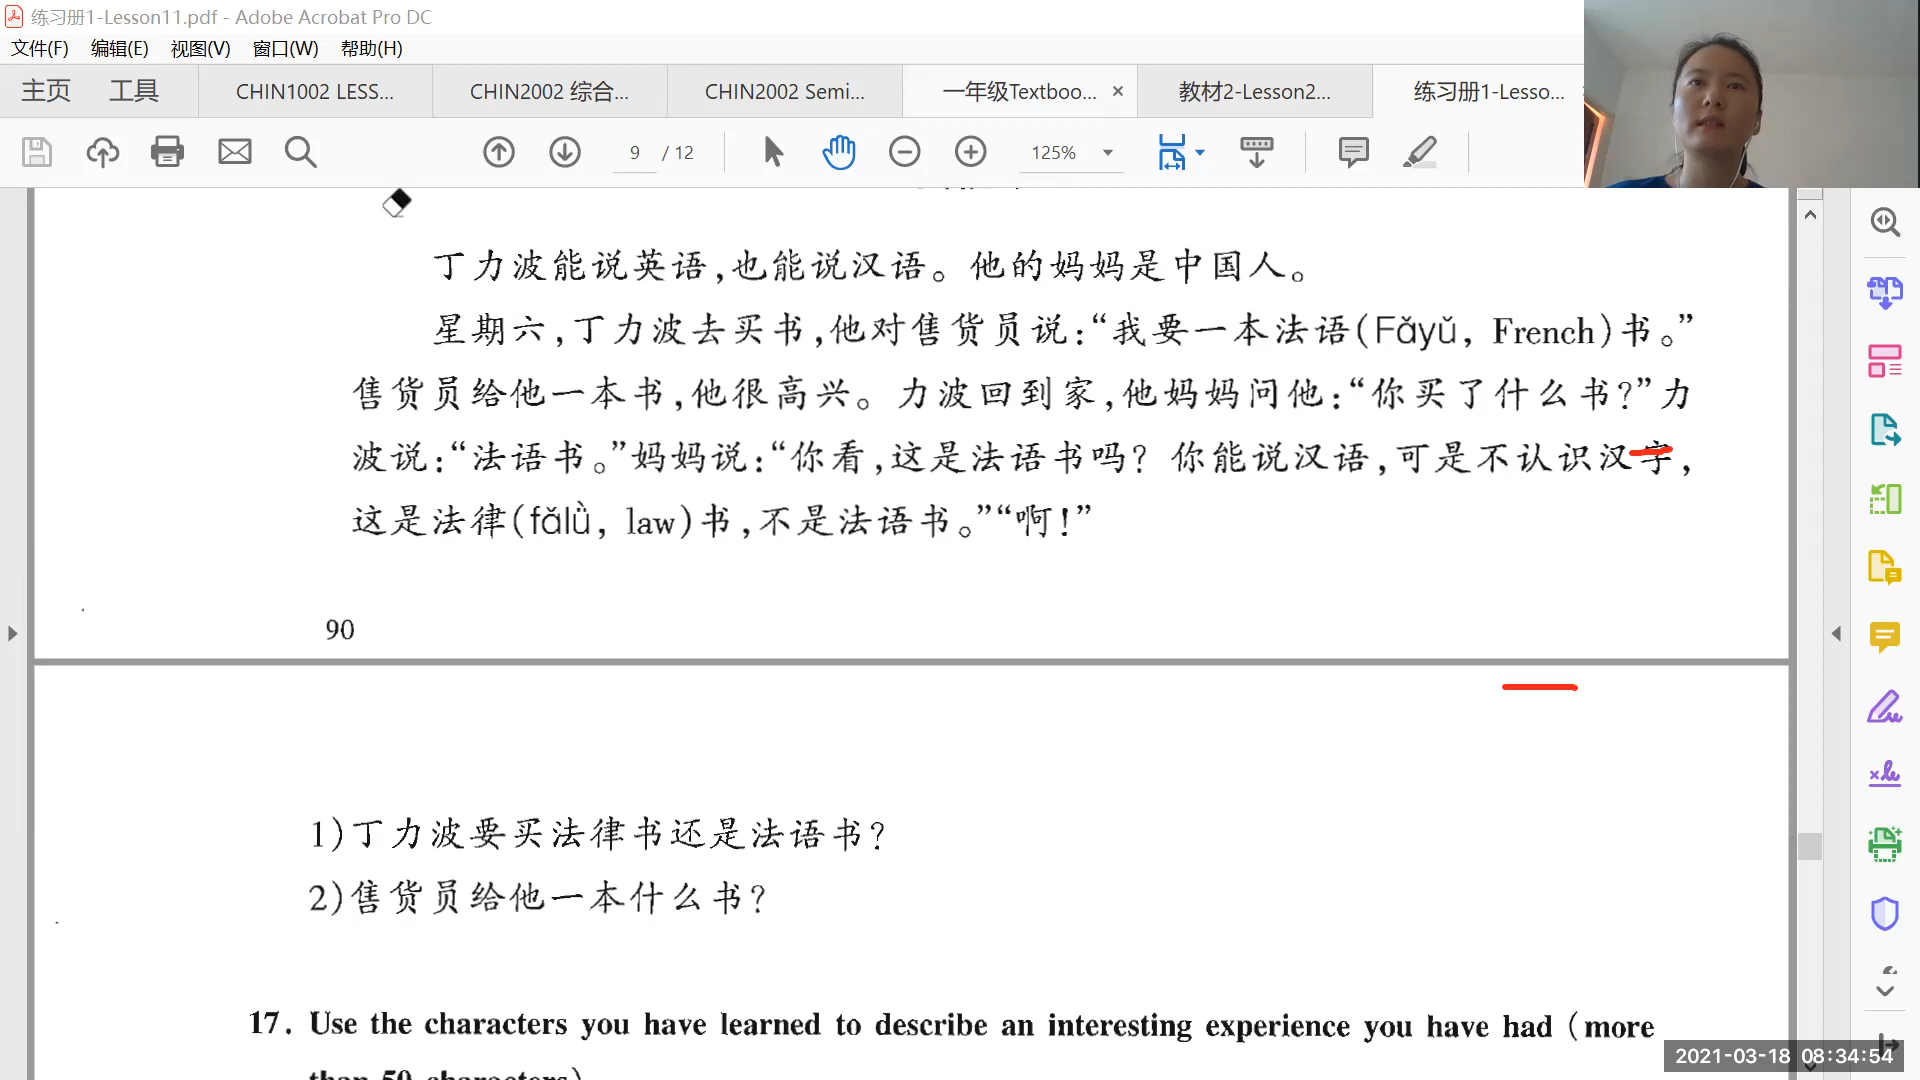 练习册1-Lesson11.pdf - Adobe Acrobat Pro DC
文件(F) 编辑(E) 视图(V) 窗口(W) 帮助(H)
主页 工具 CHIN1002 LESS... CHIN2002 综合... CHIN2002 Semi... 一年级Textboo... × 教材2-Lesson2... 练习册1-Lesso...
9 / 12 125%
丁力波能说英语,也能说汉语。他的妈妈是中国人。
星期六,丁力波去买书,他对售货员说:“我要一本法语(Fǎyǔ, French)书。”
售货员给他一本书,他很高兴。力波回到家,他妈妈问他:“你买了什么书?”力
波说:“法语书。”妈妈说:“你看,这是法语书吗? 你能说汉语,可是不认识汉字,
这是法律(fǎlǜ, law)书,不是法语书。”“啊!”
90
1)丁力波要买法律书还是法语书?
2)售货员给他一本什么书?
17. Use the characters you have learned to describe an interesting experience you have had (more
than 50 characters)
2021-03-18 08:34:54